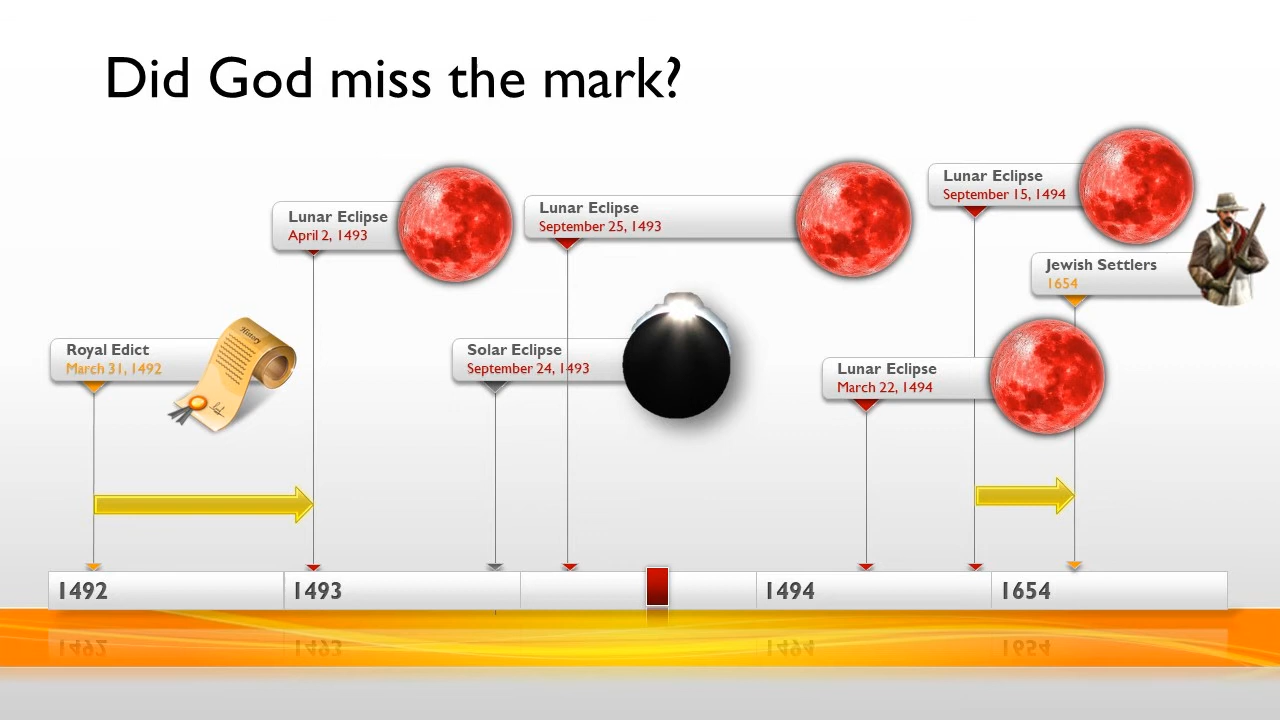 Did God miss the mark?
Lunar Eclipse
September 15, 1494
Lunar Eclipse
September 25, 1493
Lunar Eclipse
April 2, 1493
Jewish Settlers
1654
Royal Edict
March 31, 1492
History
Solar Eclipse
September 24, 1493
Lunar Eclipse
March 22, 1494
1492
1493
1494
1654